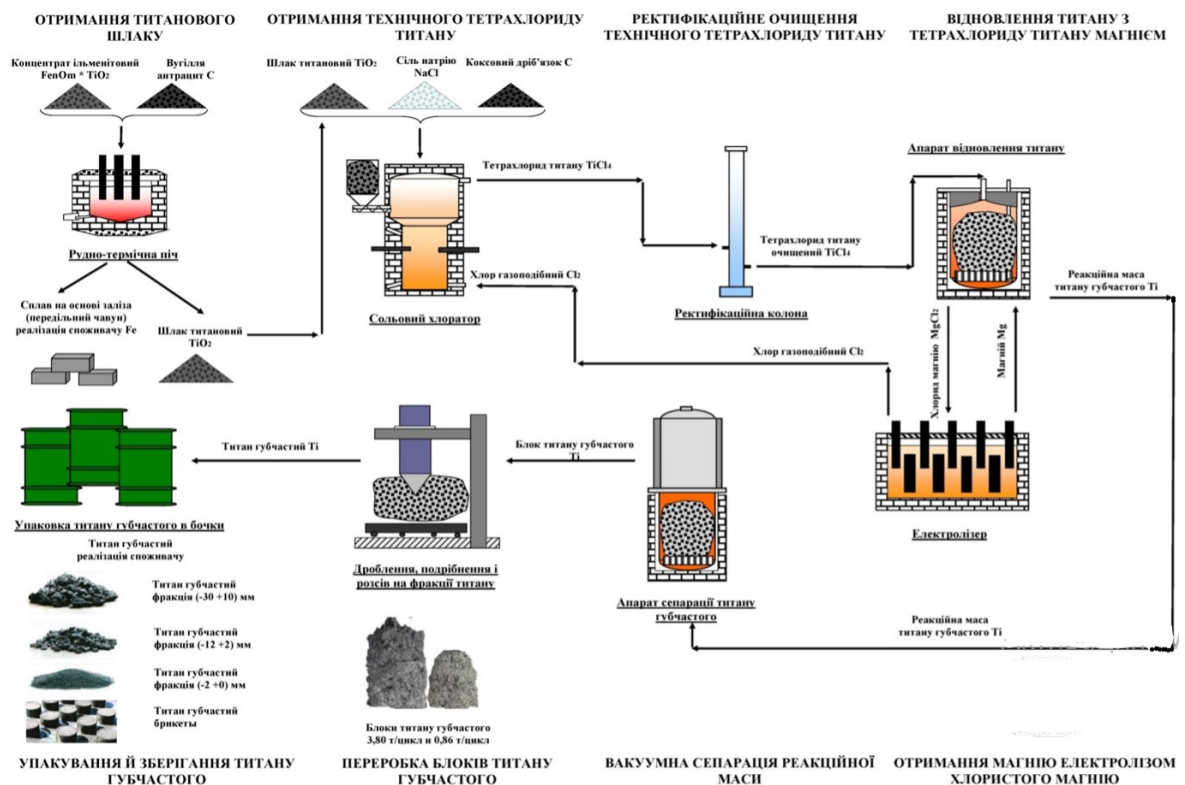 ОТРИМАННЯ ТИТАНОВОГО
ШЛАКУ
Концентрат ільменітовий
FenOm * TiO2
Вугілля
антрацит С
Рудно-термічна піч
Сплав на основі заліза
(передільний чавун)
реалізація споживачу Fe
Шлак титановий
TiO2
ОТРИМАННЯ ТЕХНІЧНОГО ТЕТРАХЛОРИДУ
ТИТАНУ
Шлак титановий TiO2
Сіль натрію
NaCl
Коксовий дріб'язок С
Тетрахлорид титану TiCl4
Хлор газоподібний Cl2
Сольовий хлоратор
РЕКТИФІКАЦІЙНЕ ОЧИЩЕННЯ
ТЕХНІЧНОГО ТЕТРАХЛОРИДУ ТИТАНУ
Тетрахлорид титану
очищений TiCl4
Ректифікаційна колона
Хлор газоподібний Cl2
ВІДНОВЛЕННЯ ТИТАНУ З
ТЕТРАХЛОРИДУ ТИТАНУ МАГНІЄМ
Апарат відновлення титану
Реакційна маса
титану губчастого Ti
Хлорид магнію MgCl2
Магній Mg
Електролізер
Реакційна маса
титану губчастого Ti
ОТРИМАННЯ МАГНІЮ ЕЛЕКТРОЛІЗОМ
ХЛОРИСТОГО МАГНІЮ
Блок титану губчастого
Ti
Апарат сепарації титану
губчастого
ВАКУУМНА СЕПАРАЦІЯ РЕАКЦІЙНОЇ
МАСИ
Титан губчастий Ti
Дроблення, подрібнення і
розсів на фракції титану
Блоки титану губчастого
3,80 т/цикл и 0,86 т/цикл
ПЕРЕРОБКА БЛОКІВ ТИТАНУ
ГУБЧАСТОГО
Упаковка титану губчастого в бочки
Титан губчастий
реалізація споживачу
Титан губчастий
фракція (-30 +10) мм
Титан губчастий
фракція (-12 +2) мм
Титан губчастий
фракція (-2 +0) мм
Титан губчастий
брикеты
УПАКУВАННЯ Й ЗБЕРІГАННЯ ТИТАНУ
ГУБЧАСТОГО